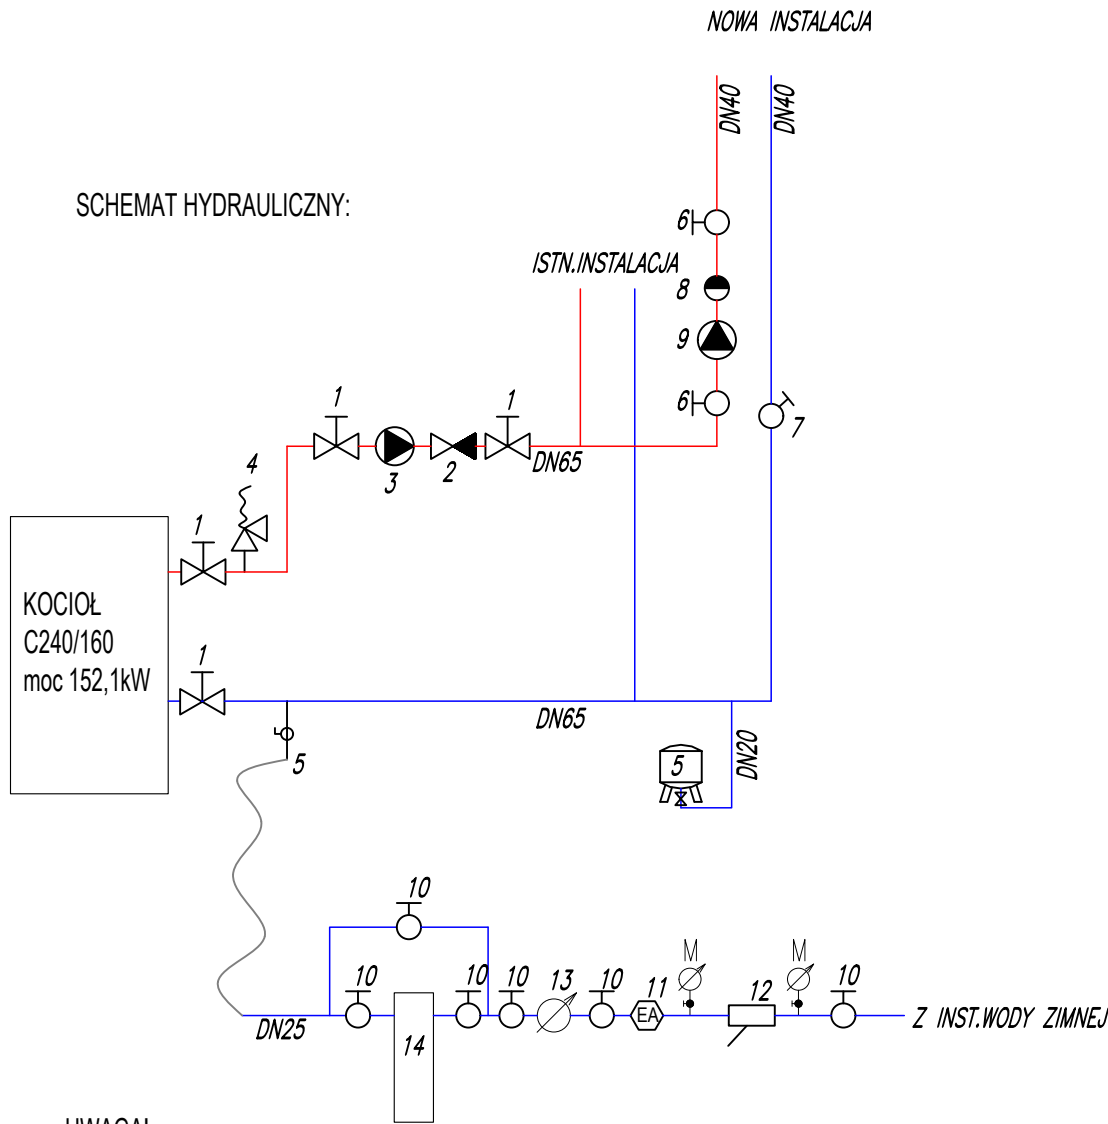 NOWA INSTALACJA
DN40
DN40
SCHEMAT HYDRAULICZNY:
6
ISTN.INSTALACJA
8
9
1
1
6
7
4
3
2
DN65
1
KOCIOŁ
C240/160
moc 152,1kW
1
DN65
DN20
5
5
10
M
M
10
10
10
13
10
11
12
10
EA
DN25
14
Z INST.WODY ZIMNEJ